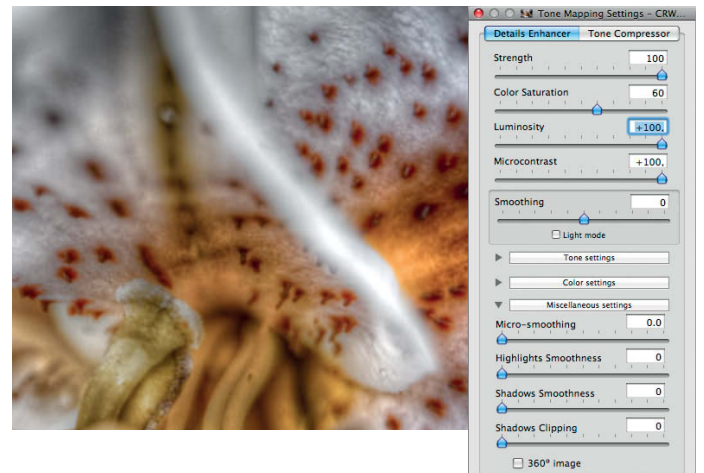 Tone Mapping Settings – CRW...
Details Enhancer Tone Compressor
Strength 100
Color Saturation 60
Luminosity +100,
Microcontrast +100,
Smoothing 0
Light mode
Tone settings
Color settings
Miscellaneous settings
Micro-smoothing 0.0
Highlights Smoothness 0
Shadows Smoothness 0
Shadows Clipping 0
360° image